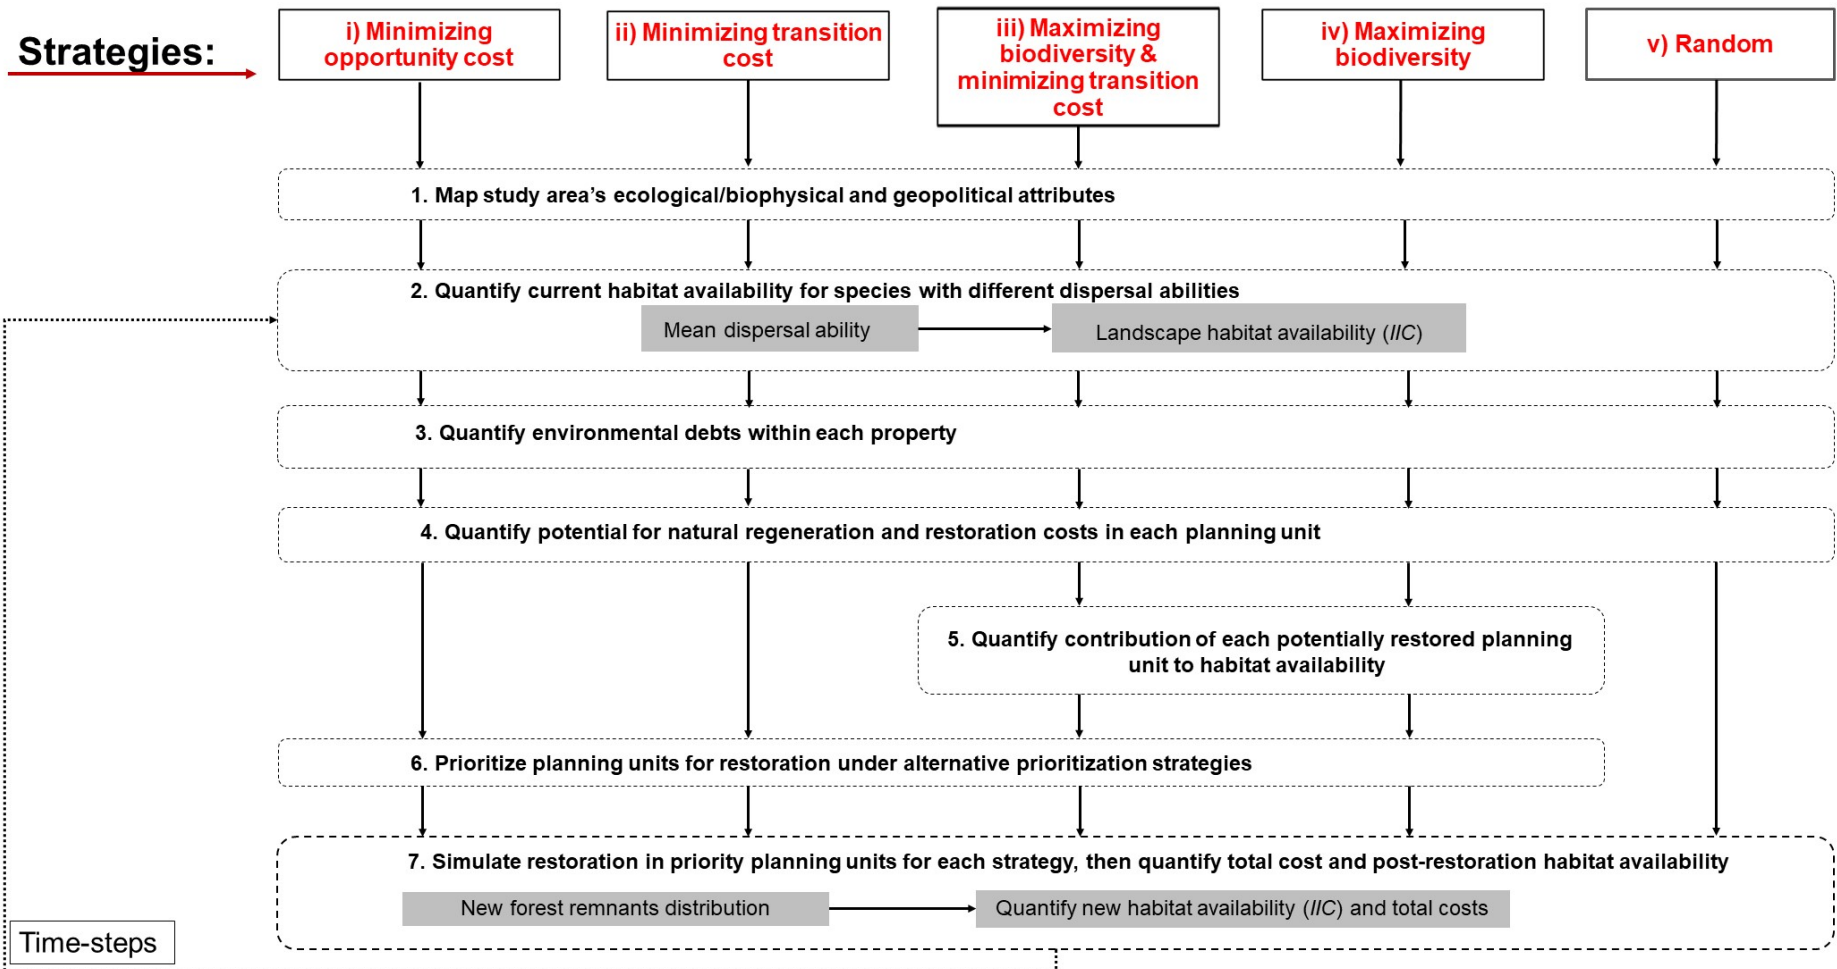 Strategies:
i) Minimizing
opportunity cost
ii) Minimizing transition
cost
iii) Maximizing
biodiversity &
minimizing transition
cost
iv) Maximizing
biodiversity
v) Random
1. Map study area's ecological/biophysical and geopolitical attributes
2. Quantify current habitat availability for species with different dispersal abilities
Mean dispersal ability
Landscape habitat availability (IIC)
3. Quantify environmental debts within each property
4. Quantify potential for natural regeneration and restoration costs in each planning unit
5. Quantify contribution of each potentially restored planning
unit to habitat availability
6. Prioritize planning units for restoration under alternative prioritization strategies
7. Simulate restoration in priority planning units for each strategy, then quantify total cost and post-restoration habitat availability
New forest remnants distribution
Quantify new habitat availability (IIC) and total costs
Time-steps